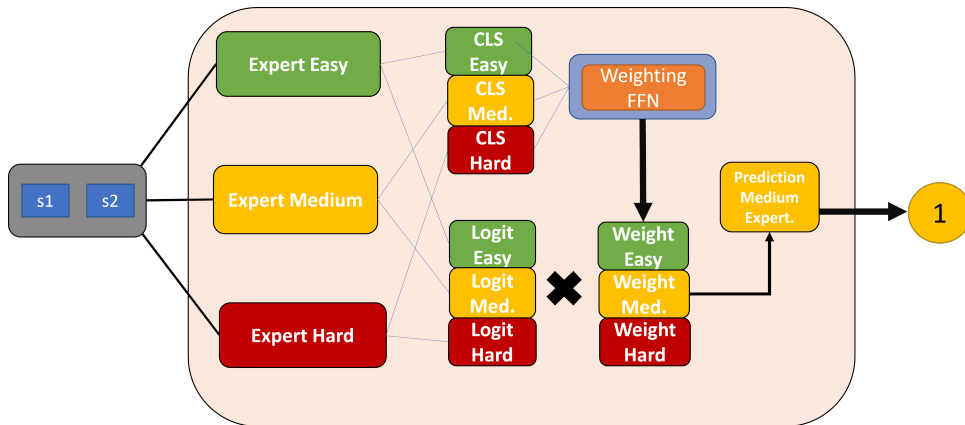 s1
s2
Expert Easy
Expert Medium
Expert Hard
CLS
Easy
CLS
Med.
CLS
Hard
Logit
Easy
Logit
Med.
Logit
Hard
Weighting
FFN
Weight
Easy
Weight
Med.
Weight
Hard
Prediction
Medium
Expert.
1